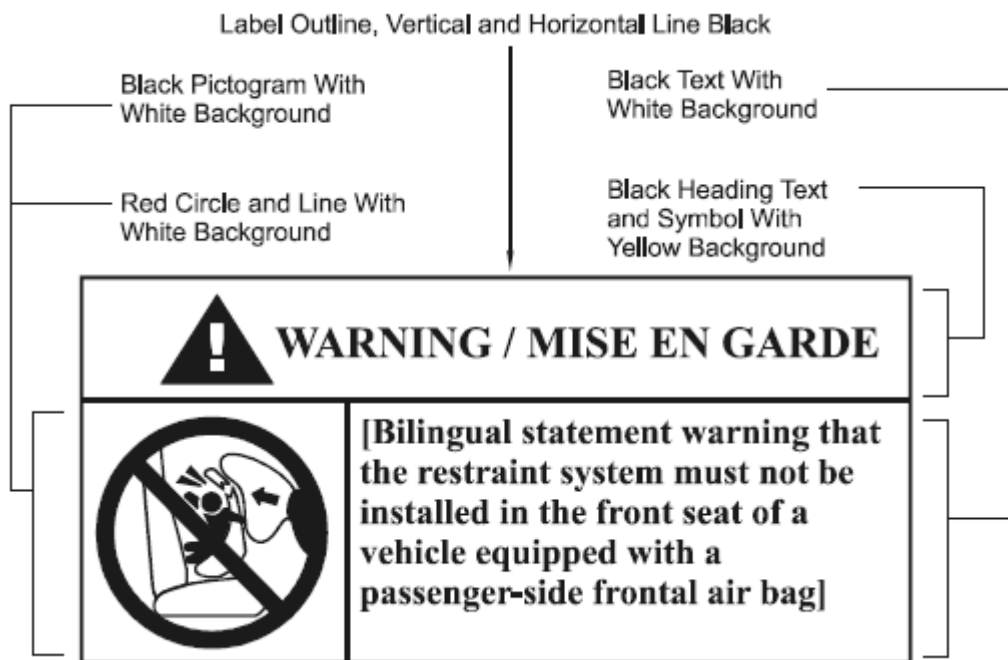 Label Outline, Vertical and Horizontal Line Black
Black Pictogram With
White Background
Black Text With
White Background
Red Circle and Line With
White Background
Black Heading Text
and Symbol With
Yellow Background
! WARNING / MISE EN GARDE
[Bilingual statement warning that
the restraint system must not be
installed in the front seat of a
vehicle equipped with a
passenger-side frontal air bag]